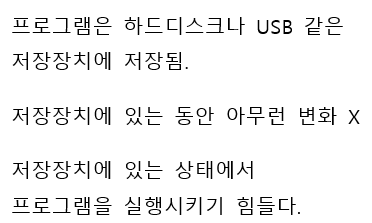 프로그램은 하드디스크나 USB 같은
저장장치에 저장됨.
저장장치에 있는 동안 아무런 변화 X
저장장치에 있는 상태에서
프로그램을 실행시키기 힘들다.